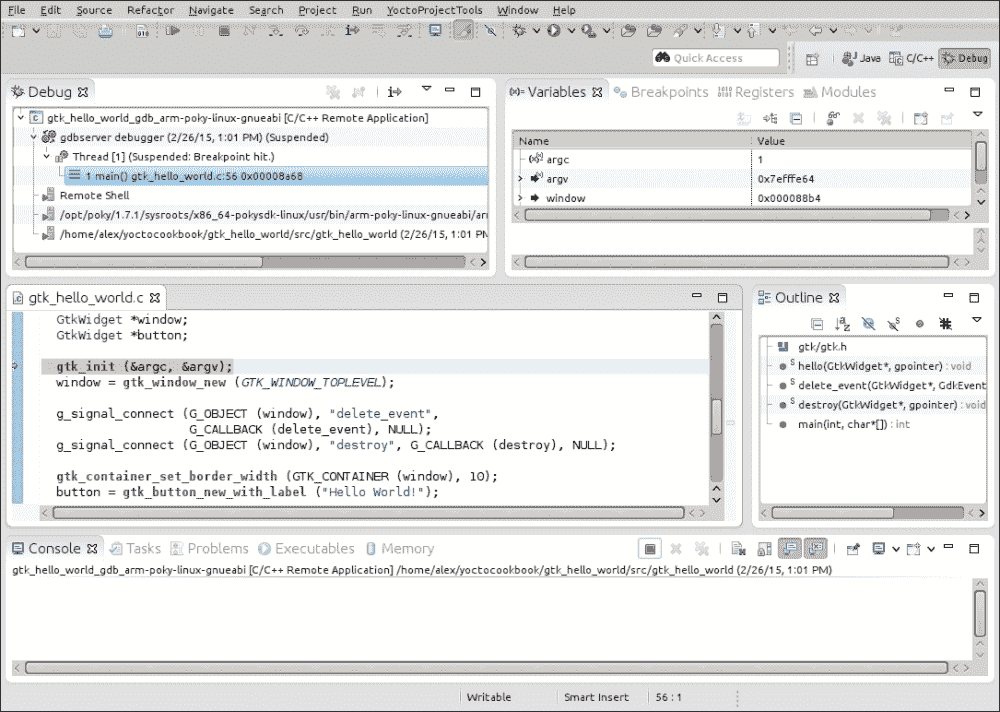 File Edit Source Refactor Navigate Search Project Run YoctoProjectTools Window Help
Quick Access
Java C/C++ Debug
Debug
gtk_hello_world_gdb_arm-poky-linux-gnueabi [C/C++ Remote Application]
gdbserver debugger (2/26/15, 1:01 PM) (Suspended)
Thread [1] (Suspended: Breakpoint hit.)
1 main() gtk_hello_world.c:56 0x00008a68
Remote Shell
/opt/poky/1.7.1/sysroots/x86_64-pokysdk-linux/usr/bin/arm-poky-linux-gnueabi/ar
/home/alex/yoctocookbook/gtk_hello_world/src/gtk_hello_world (2/26/15, 1:01 PM
(x)= Variables Breakpoints Registers Modules
Name Value
argc 1
argv 0x7efffe64
window 0x000088b4
gtk_hello_world.c
GtkWidget *window;
GtkWidget *button;
gtk_init (&argc, &argv);
window = gtk_window_new (GTK_WINDOW_TOPLEVEL);
g_signal_connect (G_OBJECT (window), "delete_event",
G_CALLBACK (delete_event), NULL);
g_signal_connect (G_OBJECT (window), "destroy", G_CALLBACK (destroy), NULL);
gtk_container_set_border_width (GTK_CONTAINER (window), 10);
button = gtk_button_new_with_label ("Hello World!");
Outline
gtk/gtk.h
hello(GtkWidget*, gpointer) : void
delete_event(GtkWidget*, GdkEvent
destroy(GtkWidget*, gpointer) : void
main(int, char*[]) : int
Console Tasks Problems Executables Memory
gtk_hello_world_gdb_arm-poky-linux-gnueabi [C/C++ Remote Application] /home/alex/yoctocookbook/gtk_hello_world/src/gtk_hello_world (2/26/15, 1:01 PM)
Writable Smart Insert 56 : 1